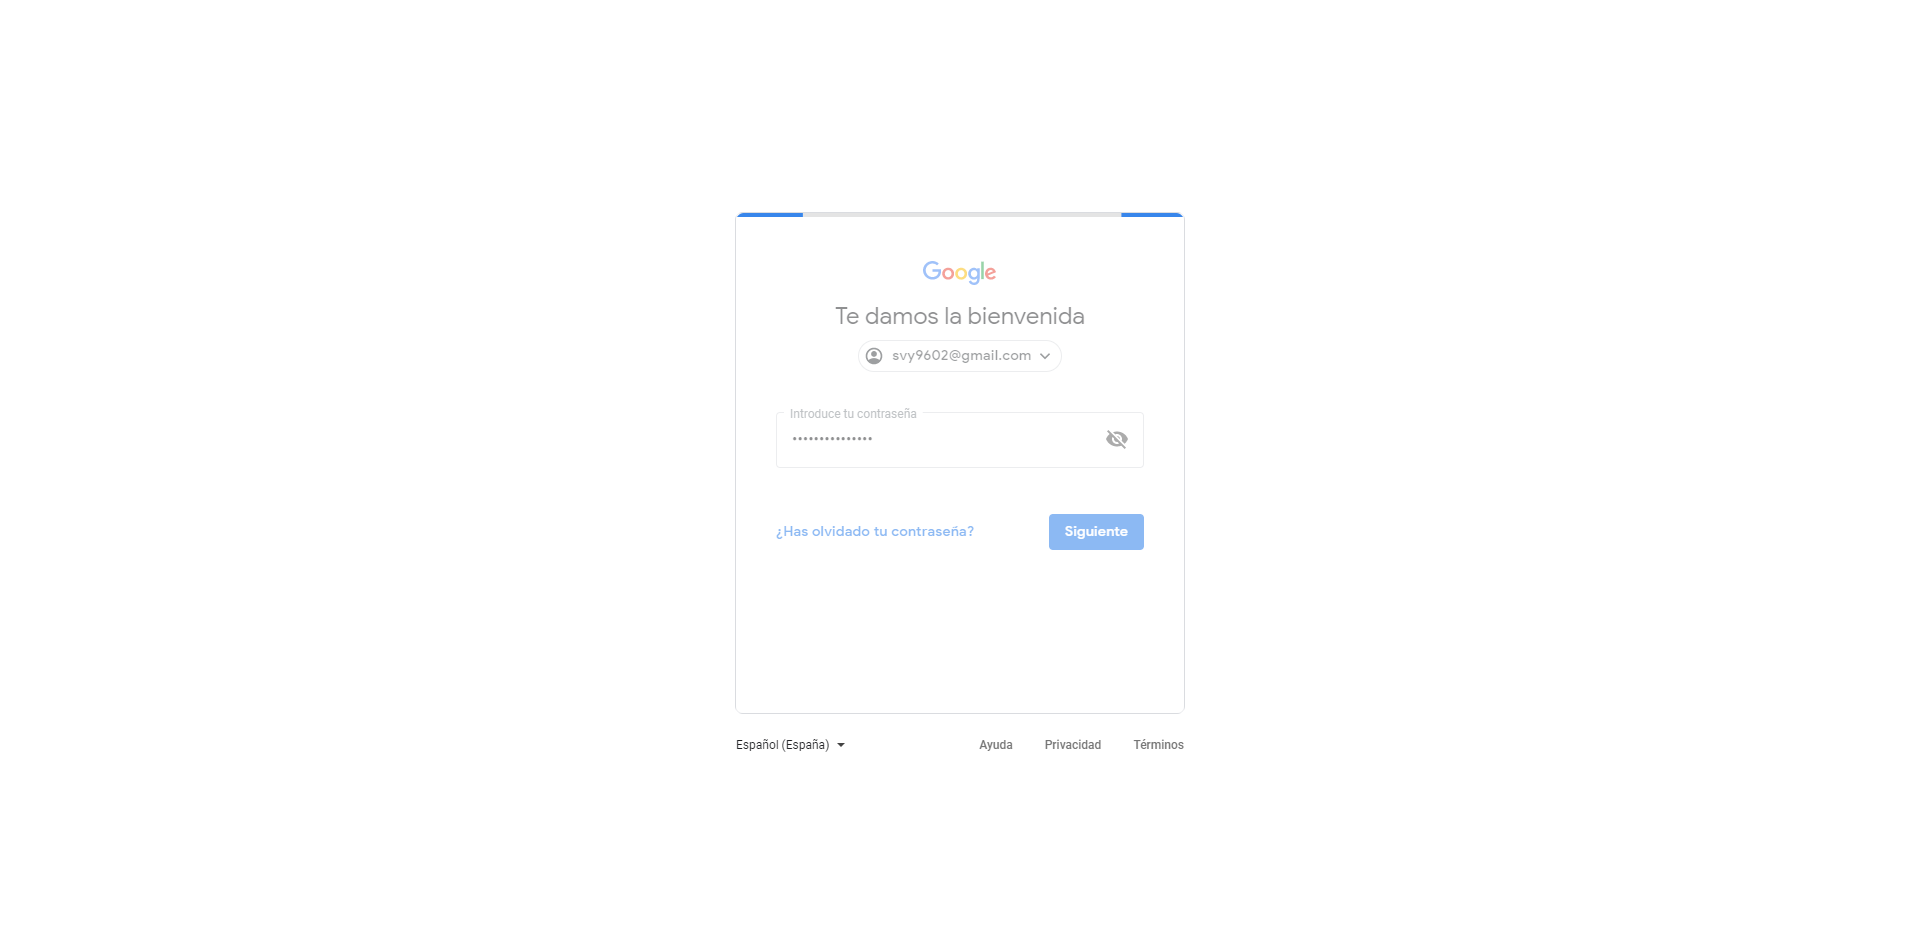 Google
Te damos la bienvenida
svy9602@gmail.com
Introduce tu contraseña
•••••••••••••••
¿Has olvidado tu contraseña? Siguiente
Español (España) Ayuda Privacidad Términos